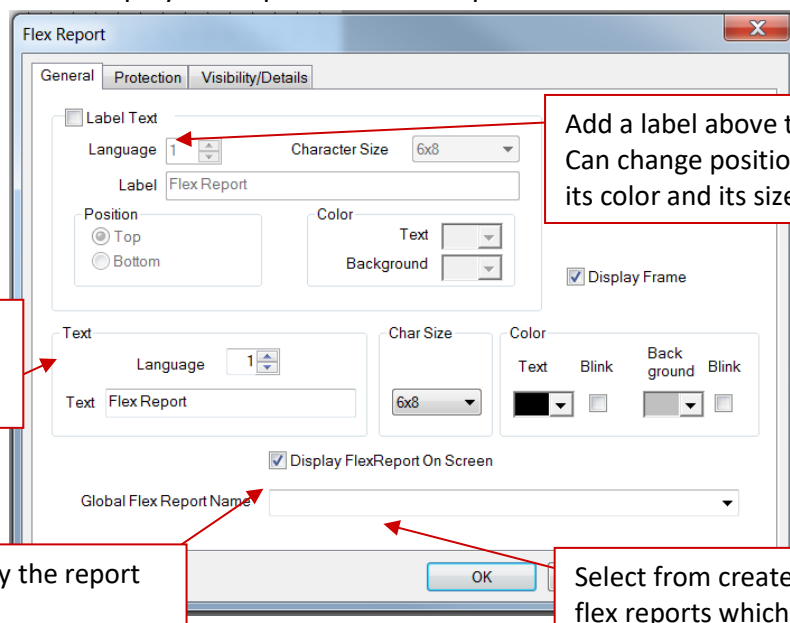 Flex Report
General Protection Visibility/Details
Label Text
Language 1 Character Size 6x8
Label Flex Report
Position Color
Top Text
Bottom Background
Display Frame
Add a label above
Can change
its color and its size
Text Char Size Color
Language 1
Text Blink Back ground Blink
Text Flex Report 6x8
Display FlexReport On Screen
Global Flex Report Name
the report
OK
Select from
flex reports which